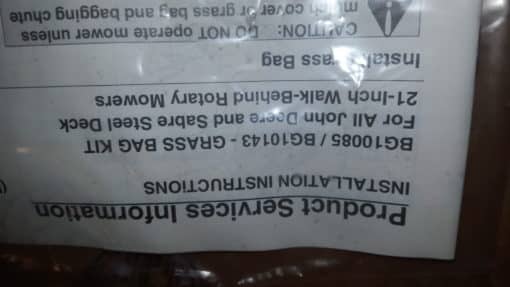 Product Services Information
INSTALLATION INSTRUCTIONS
BG10085 / BG10143 - GRASS BAG KIT
For All John Deere and Sabre Steel Deck
21-Inch Walk-Behind Rotary Mowers
Install Grass Bag
CAUTION: DO NOT operate mower unless
mulch cover or grass bag and bagging chute